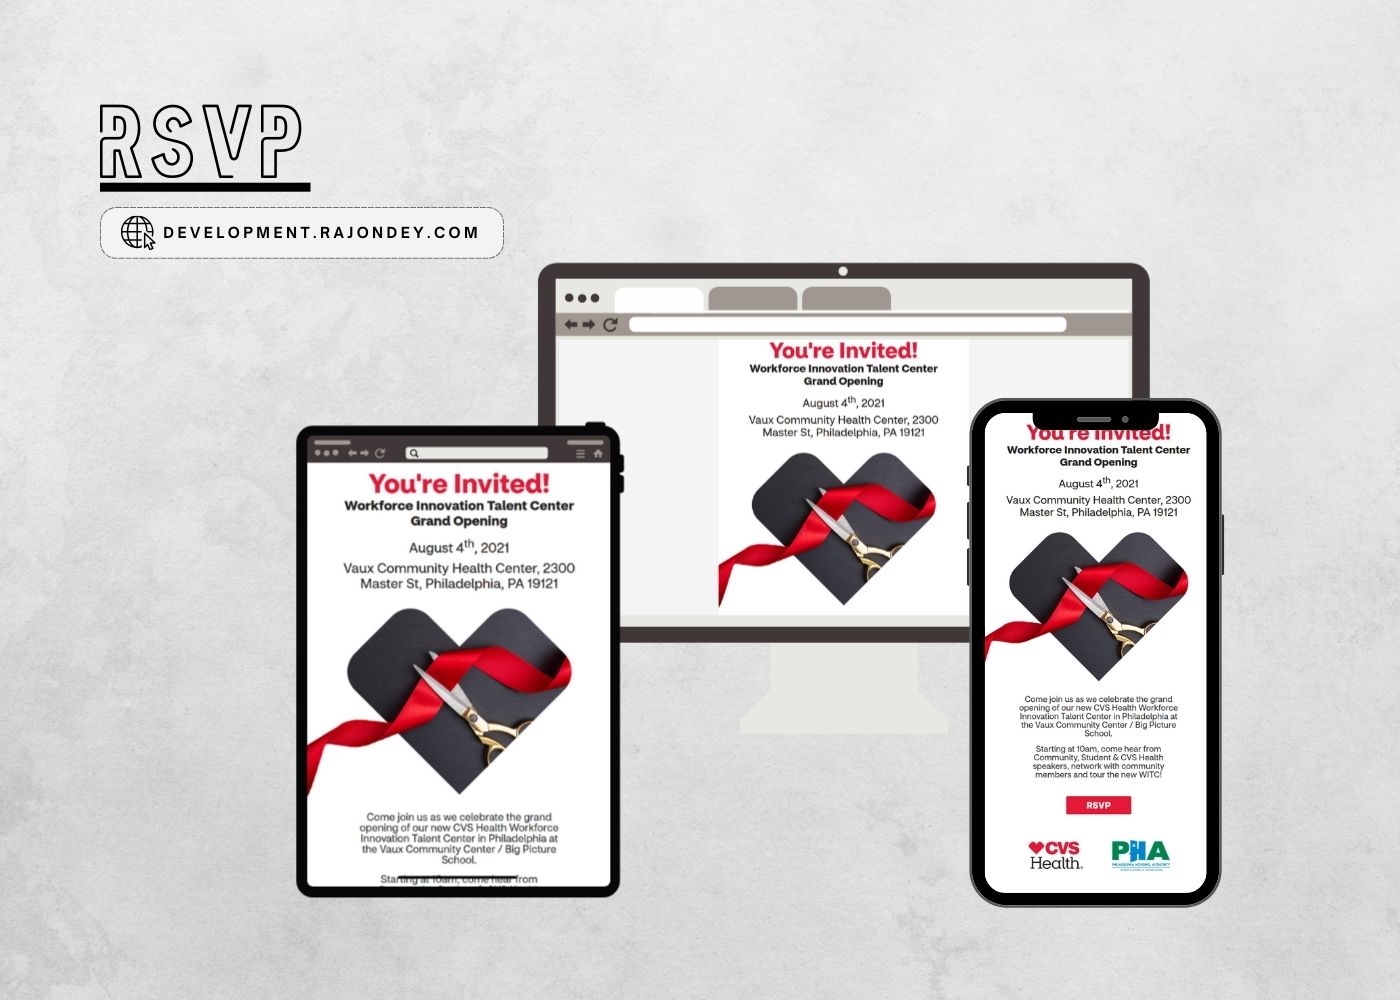 RSVP
DEVELOPMENT.RAJONDEY.COM
You're Invited!
Workforce Innovation Talent Center
Grand Opening
August 4th, 2021
Vaux Community Health Center, 2300
Master St, Philadelphia, PA 19121
You're Invited!
Workforce Innovation Talent Center
Grand Opening
August 4th, 2021
Vaux Community Health Center, 2300
Master St, Philadelphia, PA 19121
Come join us as we celebrate the grand
opening of our new CVS Health Workforce
Innovation Talent Center in Philadelphia at
the Vaux Community Center / Big Picture
School.
Starting at 10am, come hear from
You're Invited!
Workforce Innovation Talent Center
Grand Opening
August 4th, 2021
Vaux Community Health Center, 2300
Master St, Philadelphia, PA 19121
Come join us as we celebrate the grand
opening of our new CVS Health Workforce
Innovation Talent Center in Philadelphia at
the Vaux Community Center / Big Picture
School.
Starting at 10am, come hear from
Community, Student & CVS Health
speakers, network with community
members and tour the new WITC!
RSVP
CVS
Health.
PHA
PHILADELPHIA HOUSING AUTHORITY